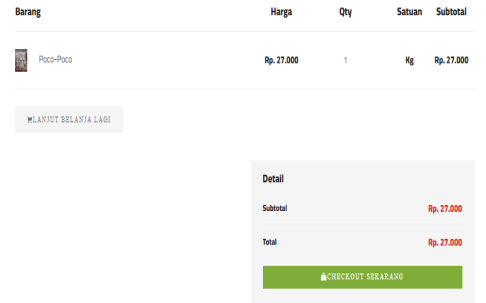 Barang Harga Qty Satuan Subtotal
Poco-Poco Rp. 27.000 1 Kg Rp. 27.000
LANJUT BELANJA LAGI
Detail
Subtotal Rp. 27.000
Total Rp. 27.000
CHECKOUT SEKARANG